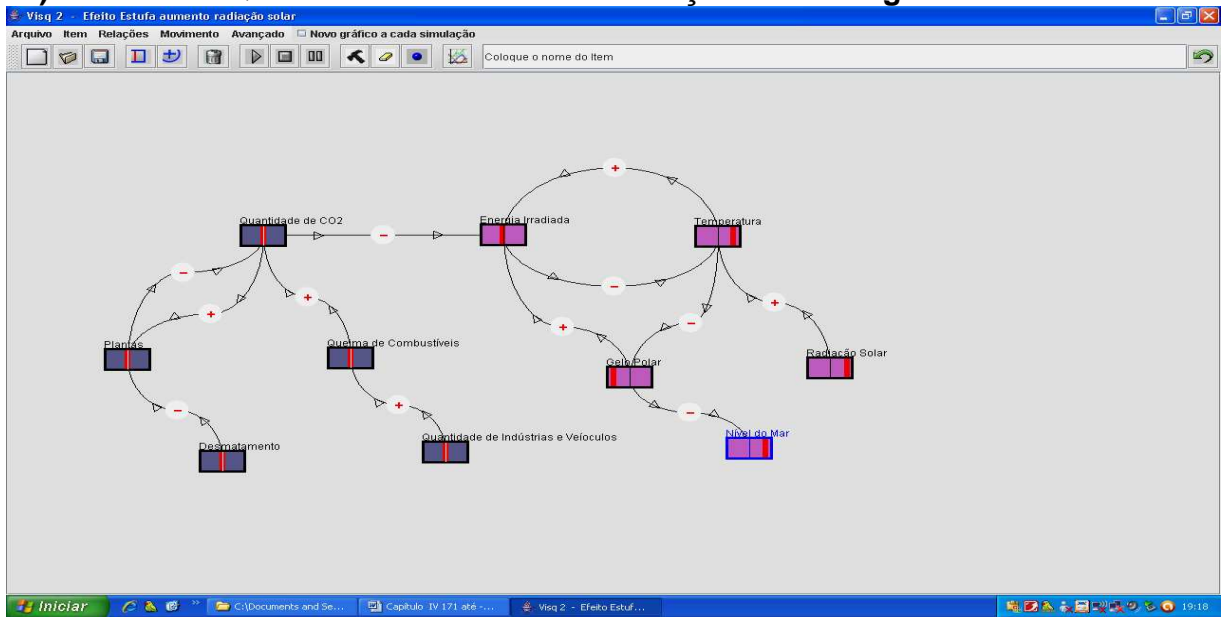 Visq 2 - Efeito Estufa aumento radiação solar
Arquivo Item Relações Movimento Avançado Novo gráfico a cada simulação
Coloque o nome do Item
+
Quantidade de CO2
Energia Irradiada
Temperatura
-
-
-
+
+
+
-
+
Plantas
Queima de Combustíveis
Gelo Polar
Radiação Solar
-
+
-
Desmatamento
Quantidade de Indústrias e Veíoculos
Nível do Mar
Iniciar
C:\Documents and Se...
Capítulo IV 171 até -...
Visq 2 - Efeito Estuf...
19:18